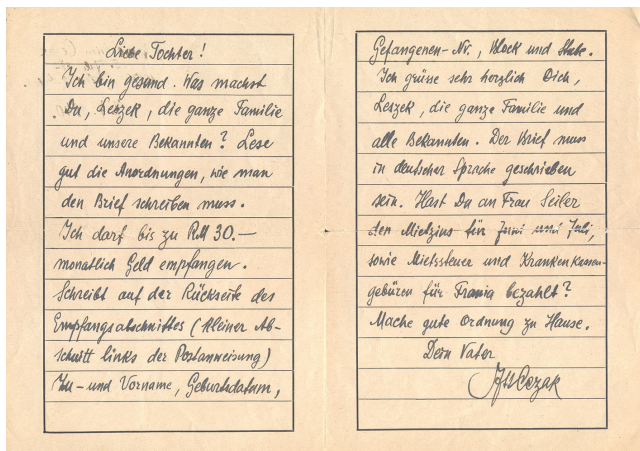 Liebe Tochter!
Ich bin gesund. Was machst
Du, Leszek, die ganze Familie
und unsere Bekannten? Lese
gut die Anordnungen, wie man
den Brief schreiben muss.
Ich darf bis zu RM 30.—
monatlich Geld empfangen.
Schreibt auf der Rückseite des
Empfangsabschnittes (kleiner Ab-
schnitt links der Postanweisung)
Zu- und Vorname, Geburtsdatum,
Gefangenen-Nr., Block und Stube.
Ich grüsse sehr herzlich Dich,
Leszek, die ganze Familie und
alle Bekannten. Der Brief muss
in deutscher Sprache geschrieben
sein. Hast Du an Frau Seiler
den Mietzins für Juni und Juli,
sowie Mietssteuer und Krankenkassen-
gebüren für Frania bezahlt?
Mache gute Ordnung zu Hause.
Dein Vater